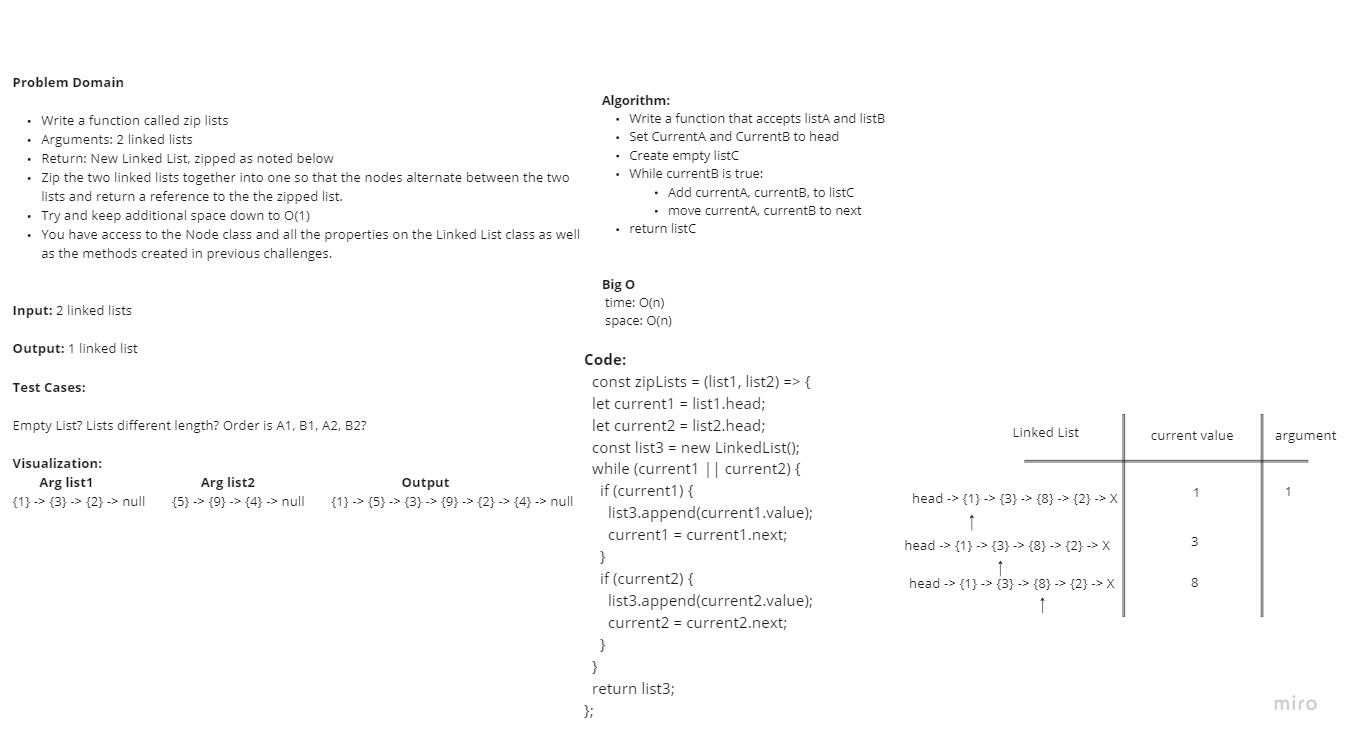 Problem Domain
• Write a function called zip lists
• Arguments: 2 linked lists
• Return: New Linked List, zipped as noted below
• Zip the two linked lists together into one so that the nodes alternate between the two
lists and return a reference to the the zipped list.
• Try and keep additional space down to O(1)
• You have access to the Node class and all the properties on the Linked List class as well
as the methods created in previous challenges.
Input: 2 linked lists
Output: 1 linked list
Test Cases:
Empty List? Lists different length? Order is A1, B1, A2, B2?
Visualization:
Arg list1 Arg list2 Output
{1} -> {3} -> {2} -> null {5} -> {9} -> {4} -> null {1} -> {5} -> {3} -> {9} -> {2} -> {4} -> null
Algorithm:
• Write a function that accepts listA and listB
• Set CurrentA and CurrentB to head
• Create empty listC
• While currentB is true:
• Add currentA, currentB, to listC
• move currentA, currentB to next
• return listC
Big O
time: O(n)
space: O(n)
Code:
const zipLists = (list1, list2) => {
let current1 = list1.head;
let current2 = list2.head;
const list3 = new LinkedList();
while (current1 || current2) {
if (current1) {
list3.append(current1.value);
current1 = current1.next;
}
if (current2) {
list3.append(current2.value);
current2 = current2.next;
}
}
return list3;
};
Linked List current value argument
head -> {1} -> {3} -> {8} -> {2} -> X 1 1
head -> {1} -> {3} -> {8} -> {2} -> X 3
head -> {1} -> {3} -> {8} -> {2} -> X 8
miro